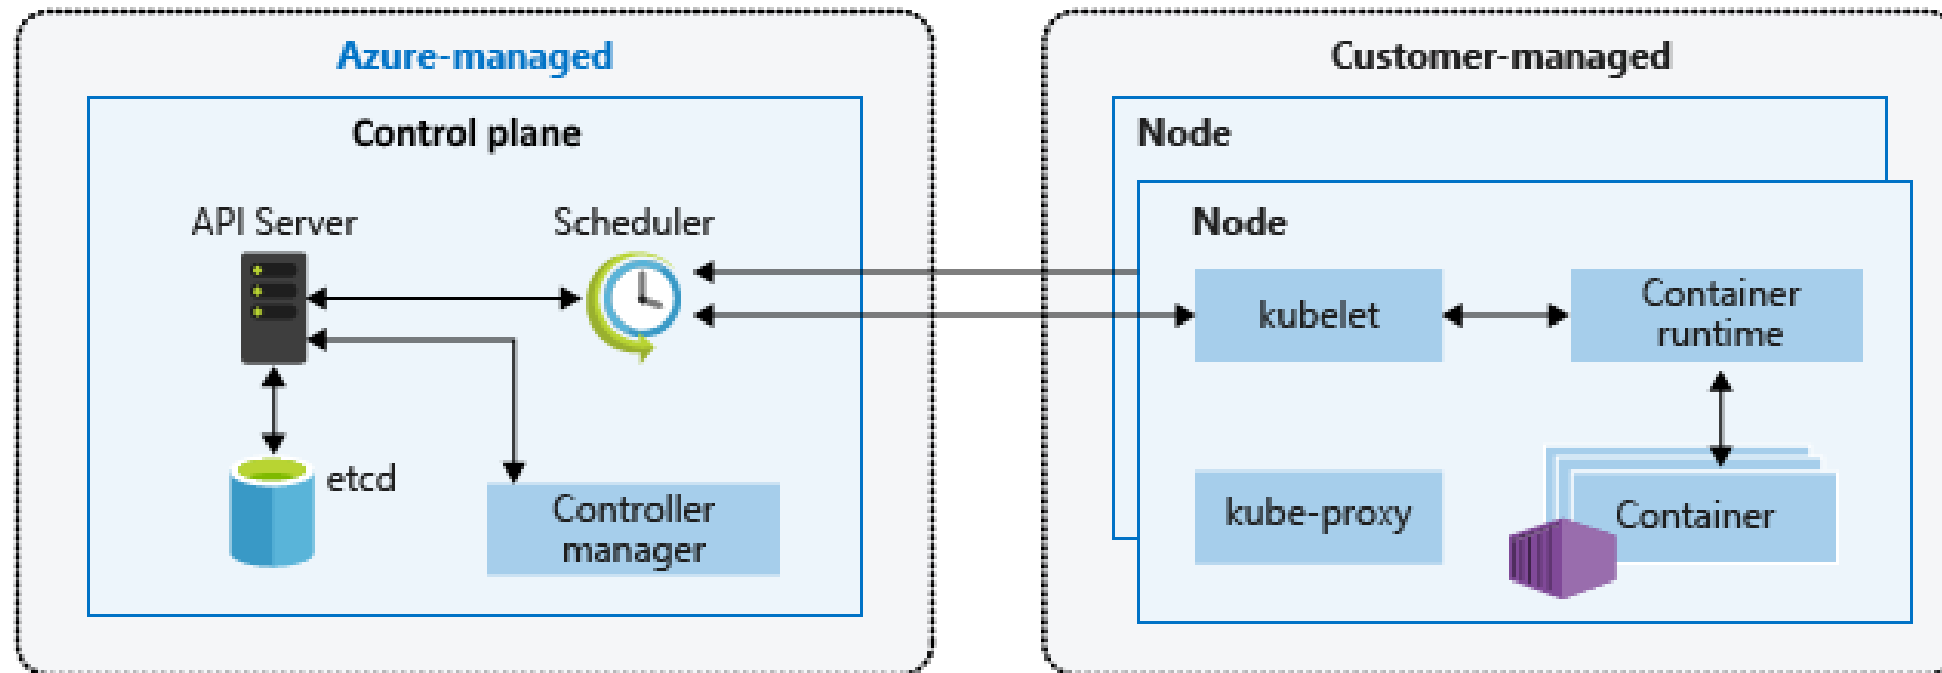 Azure-managed
Control plane
API Server
Scheduler
etcd
Controller
manager
Customer-managed
Node
Node
kubelet
Container
runtime
kube-proxy
Container